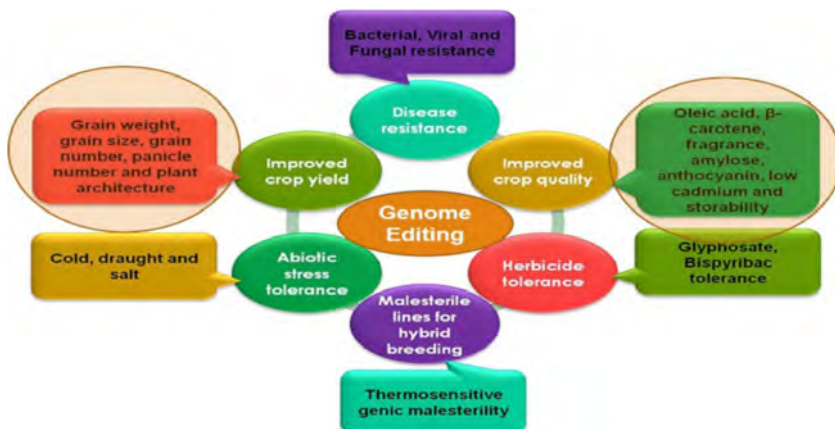 Bacterial, Viral and
Fungal resistance
Disease
resistance
Grain weight,
grain size, grain
number, panicle
number and plant
architecture
Improved
crop yield
Improved
crop quality
Oleic acid, β-
carotene,
fragrance,
amylose,
anthocyanin, low
cadmium and
storability
Genome
Editing
Cold, draught and
salt
Abiotic
stress
tolerance
Herbicide
tolerance
Glyphosate,
Bispyribac
tolerance
Malesterile
lines for
hybrid
breeding
Thermosensitive
genic malesterility